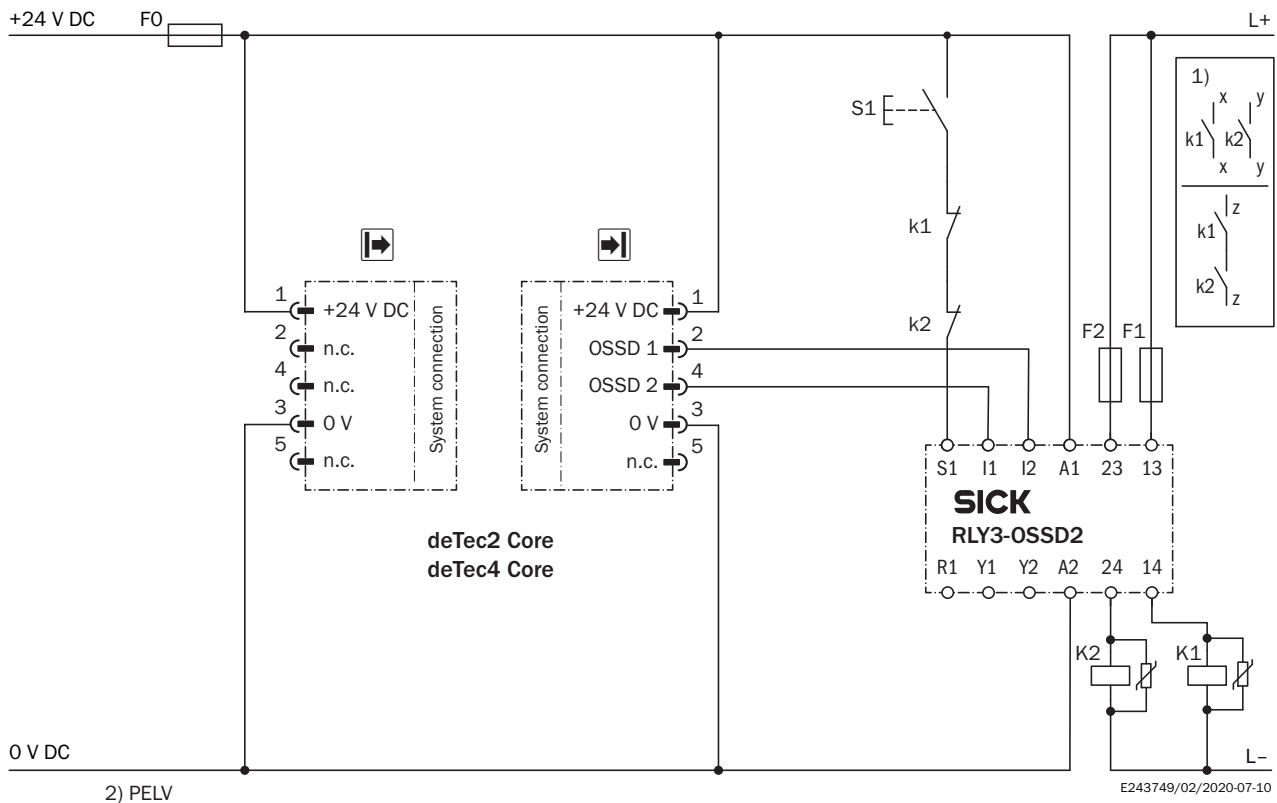 +24 V DC
F0
L+
1)
x
y
k1
k2
x
y
z
k1
k2
z
S1
k1
k2
F2
F1
1
+24 V DC
2
n.c.
4
n.c.
3
0 V
5
n.c.
System connection
System connection
+24 V DC
1
OSSD 1
2
OSSD 2
4
0 V
3
n.c.
5
deTec2 Core
deTec4 Core
S1 I1 I2 A1 23 13
SICK
RLY3-OSSD2
R1 Y1 Y2 A2 24 14
K2
K1
0 V DC
L–
2) PELV
E243749/02/2020-07-10